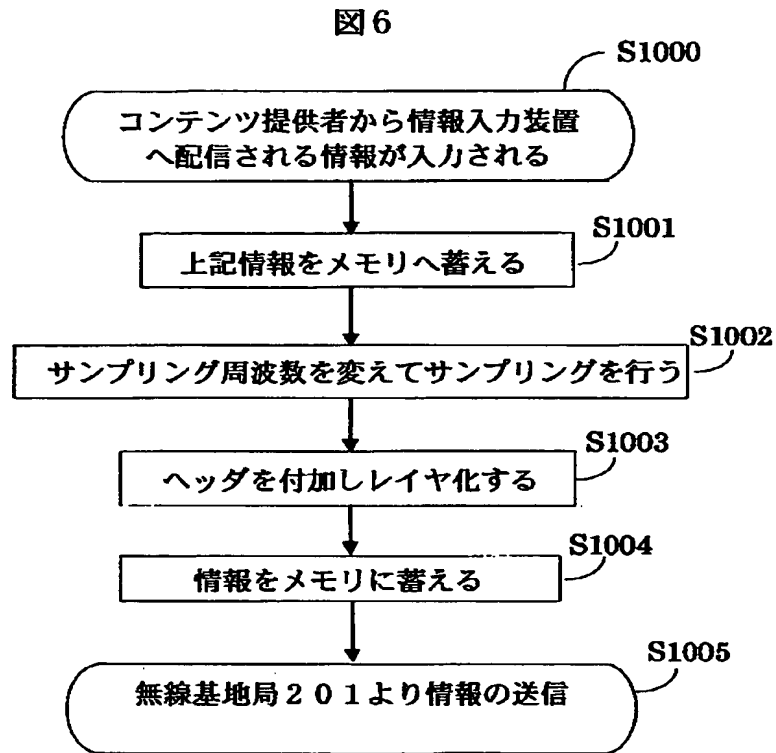 図6
S1000
コンテンツ提供者から情報入力装置
へ配信される情報が入力される
S1001
上記情報をメモリへ蓄える
S1002
サンプリング周波数を変えてサンプリングを行う
S1003
ヘッダを付加しレイヤ化する
S1004
情報をメモリに蓄える
S1005
無線基地局201より情報の送信